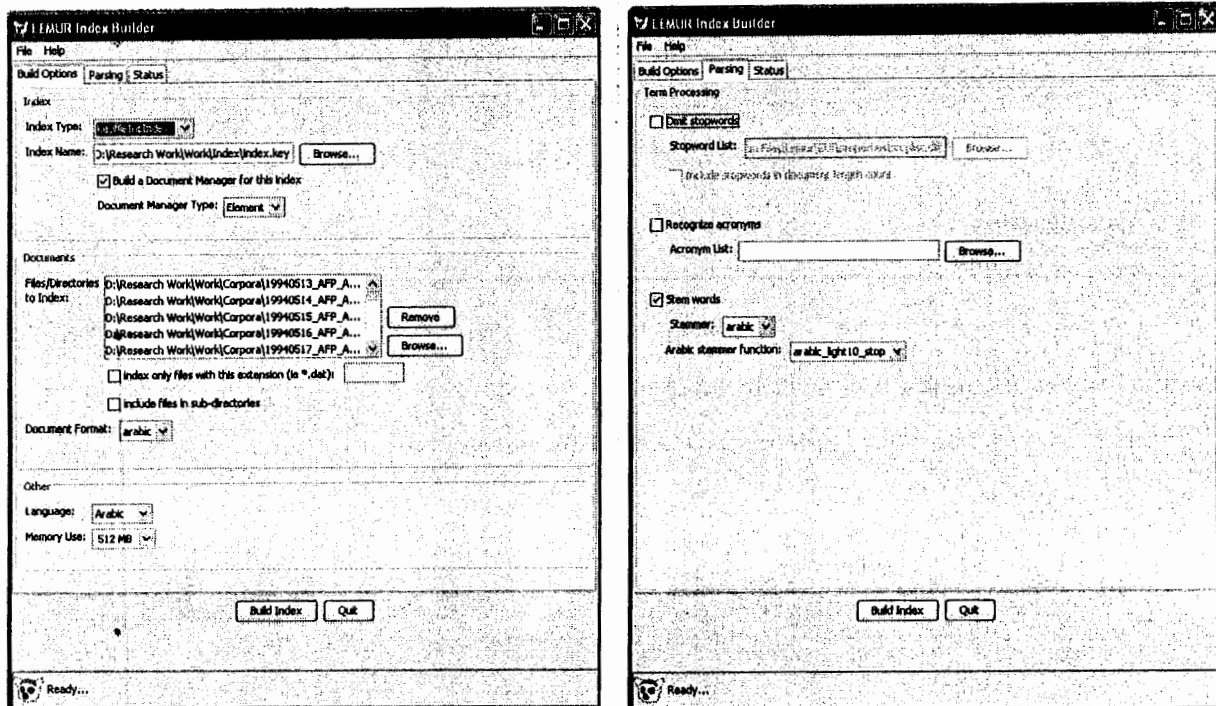 LEMUR Index Builder
File Help
Build Options Parsing Status
Index
Index Type:
Index Name: D:\Research Work\Work\Index\Index.key Browse...
Build a Document Manager for this Index
Document Manager Type: Element
Documents
Files/Directories to Index:
D:\Research Work\Work\Corpora\19940513_AFP_A...
D:\Research Work\Work\Corpora\19940514_AFP_A...
D:\Research Work\Work\Corpora\19940515_AFP_A...
D:\Research Work\Work\Corpora\19940516_AFP_A...
D:\Research Work\Work\Corpora\19940517_AFP_A...
Remove
Browse...
Index only files with this extension (ie *.dat):
Include files in sub-directories
Document Format: arabic
Other
Language: Arabic
Memory Use: 512 MB
Build Index Quit
Ready...
LEMUR Index Builder
File Help
Build Options Parsing Status
Term Processing
Omit stopwords
Stopword List: Browse...
Include stopwords in document length count
Recognize acronyms
Acronym List: Browse...
Stem words
Stemmer: arabic
Arabic stemmer function: arabic_light10_stop
Build Index Quit
Ready...